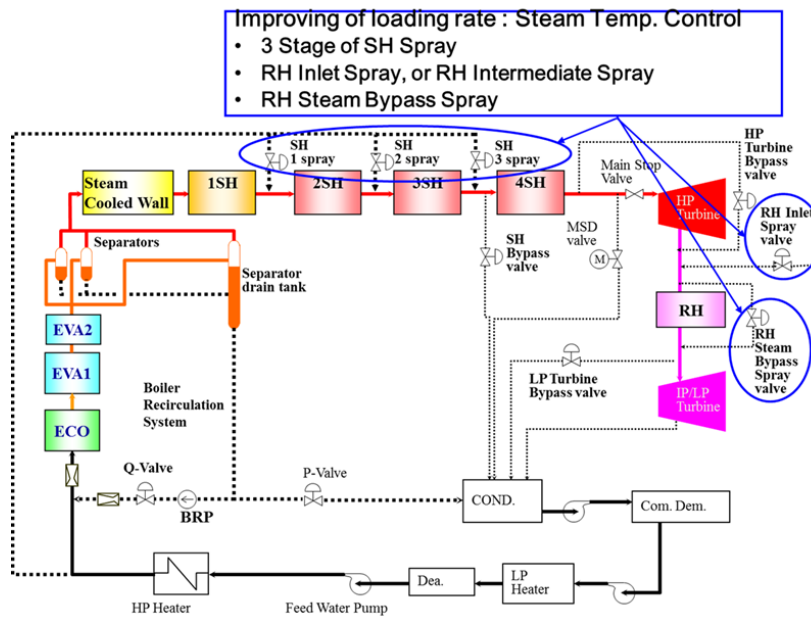 Improving of loading rate : Steam Temp. Control
• 3 Stage of SH Spray
• RH Inlet Spray, or RH Intermediate Spray
• RH Steam Bypass Spray
SH
1 spray
SH
2 spray
SH
3 spray
HP
Turbine
Bypass
valve
Main Stop
Valve
Steam
Cooled Wall
1SH
2SH
3SH
4SH
HP
Turbine
RH Inlet
Spray
valve
MSD
valve
M
SH
Bypass
valve
Separators
Separator
drain tank
RH
RH
Steam
Bypass
Spray
valve
EVA2
EVA1
ECO
Boiler
Recirculation
System
LP Turbine
Bypass valve
IP/LP
Turbine
Q-Valve
P-Valve
BRP
COND.
Com. Dem.
HP Heater
Feed Water Pump
Dea.
LP
Heater